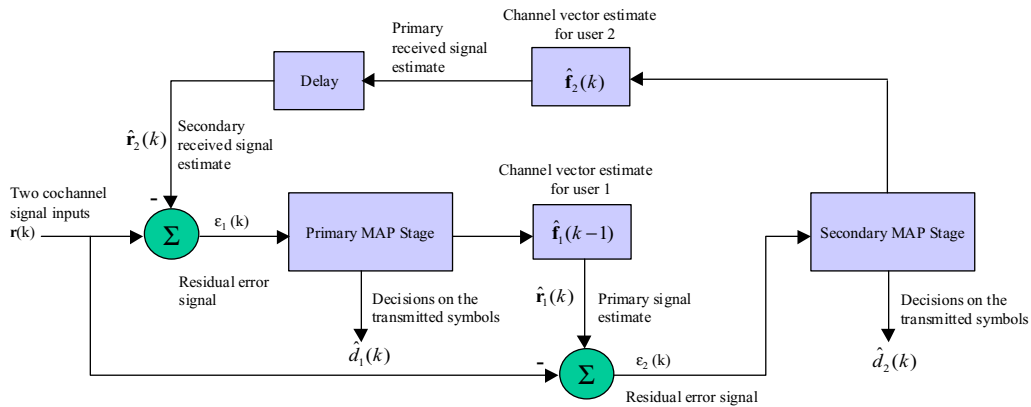 Channel vector estimate
for user 2
Primary
received signal
estimate
Delay
f̂₂(k)
r̂₂(k)
Secondary
received signal
estimate
Channel vector estimate
for user 1
Two cochannel
signal inputs
r(k)
-
Σ
ε₁(k)
Primary MAP Stage
f̂₁(k−1)
Secondary MAP Stage
Residual error
signal
Decisions on the
transmitted symbols
d̂₁(k)
r̂₁(k)
Primary signal
estimate
Decisions on the
transmitted symbols
d̂₂(k)
-
Σ
ε₂(k)
Residual error signal